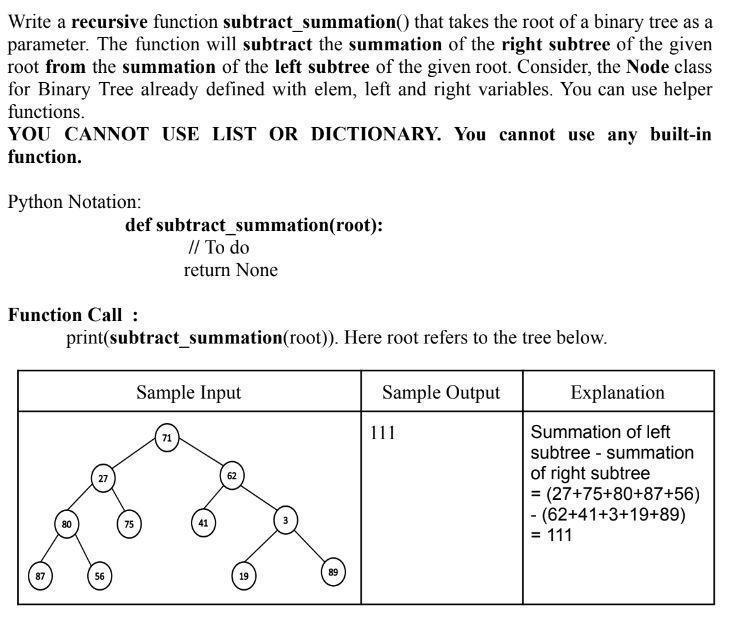 Write a recursive function subtract_summation() that takes the root of a binary tree as a
parameter. The function will subtract the summation of the right subtree of the given
root from the summation of the left subtree of the given root. Consider, the Node class
for Binary Tree already defined with elem, left and right variables. You can use helper
functions.
YOU CANNOT USE LIST OR DICTIONARY. You cannot use any built-in
function.
Python Notation:
def subtract_summation(root):
// To do
return None
Function Call :
print(subtract_summation(root)). Here root refers to the tree below.
Sample Input
Sample Output
Explanation
71
27
62
80
75
41
3
87
56
19
89
111
Summation of left
subtree - summation
of right subtree
= (27+75+80+87+56)
- (62+41+3+19+89)
= 111